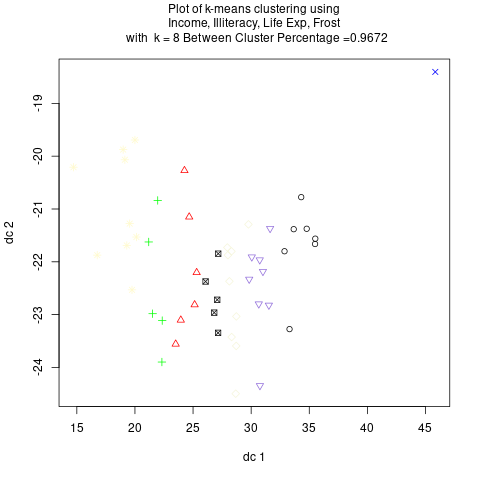 Plot of k-means clustering using
Income, Illiteracy, Life Exp, Frost
with k = 8 Between Cluster Percentage =0.9672
-19
-20
-21
-22
-23
-24
dc 2
15 20 25 30 35 40 45
dc 1